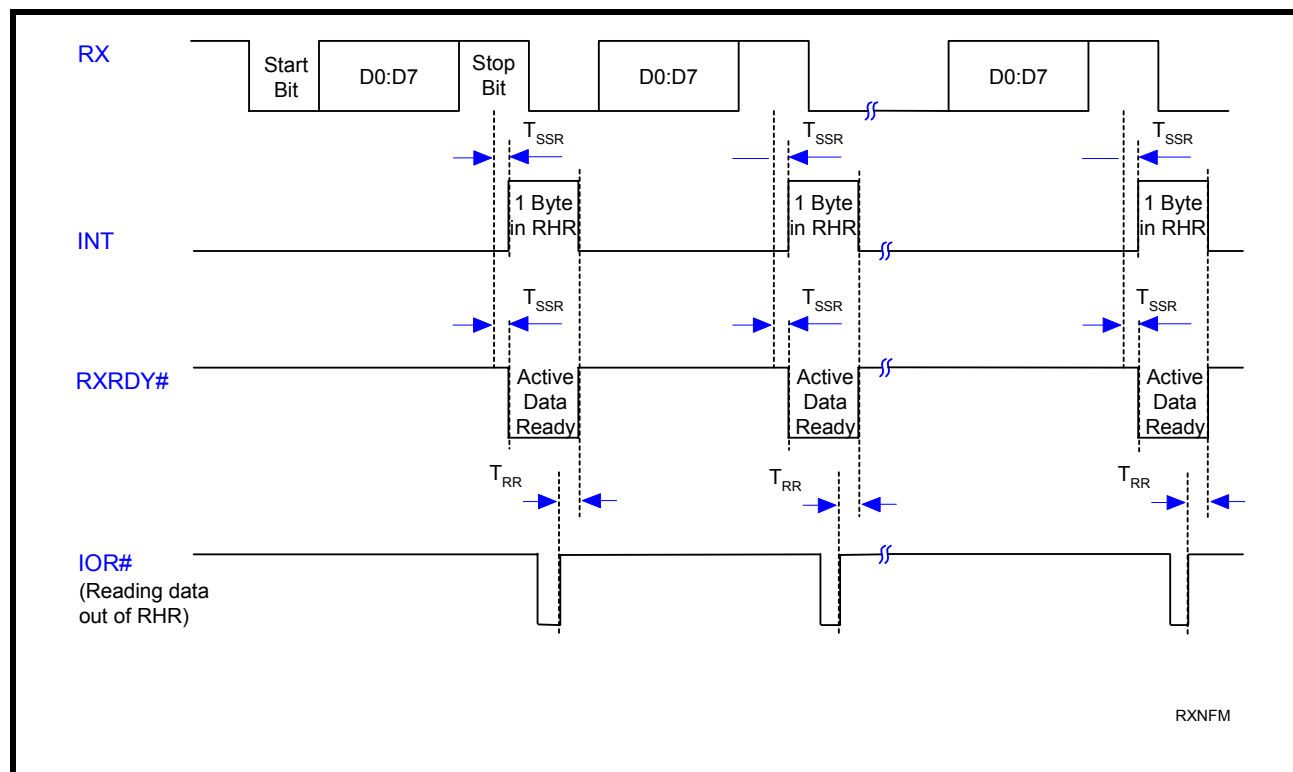 RX
Start
Bit
D0:D7
Stop
Bit
D0:D7
D0:D7
TSSR
TSSR
TSSR
INT
1 Byte
in RHR
1 Byte
in RHR
1 Byte
in RHR
TSSR
TSSR
TSSR
RXRDY#
Active
Data
Ready
Active
Data
Ready
Active
Data
Ready
TRR
TRR
TRR
IOR#
(Reading data
out of RHR)
RXNFM